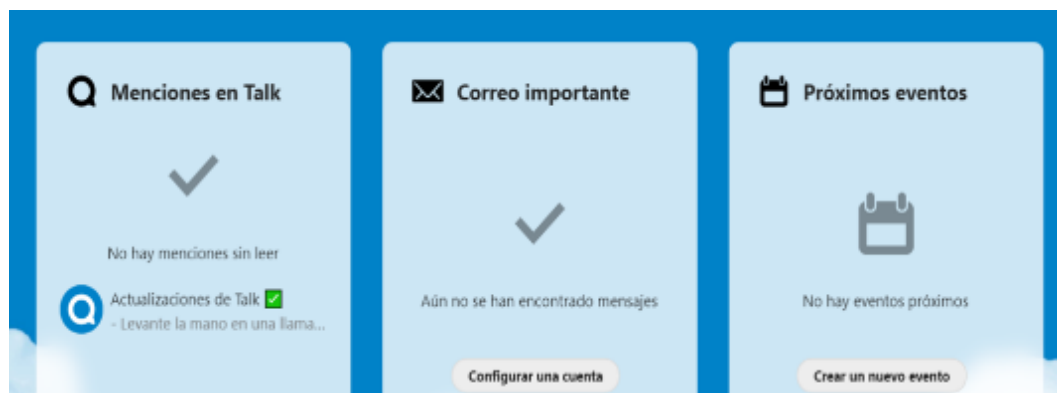 Menciones en Talk
No hay menciones sin leer
Actualizaciones de Talk ✅
- Levante la mano en una llama...
Correo importante
Aún no se han encontrado mensajes
Configurar una cuenta
Próximos eventos
No hay eventos próximos
Crear un nuevo evento